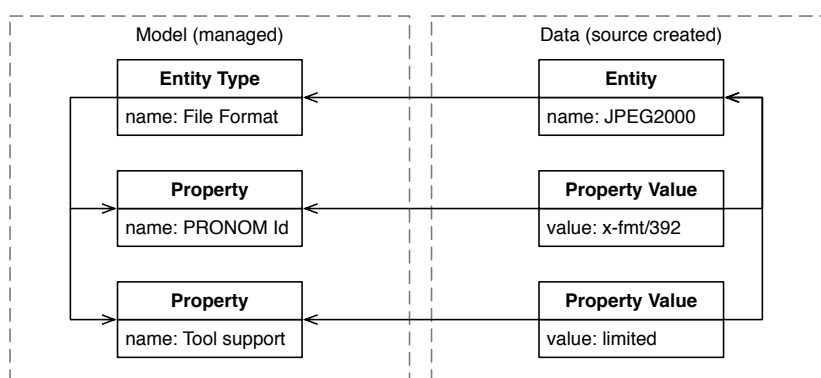 Model (managed)
Entity Type
name: File Format
Property
name: PRONOM Id
Property
name: Tool support
Data (source created)
Entity
name: JPEG2000
Property Value
value: x-fmt/392
Property Value
value: limited